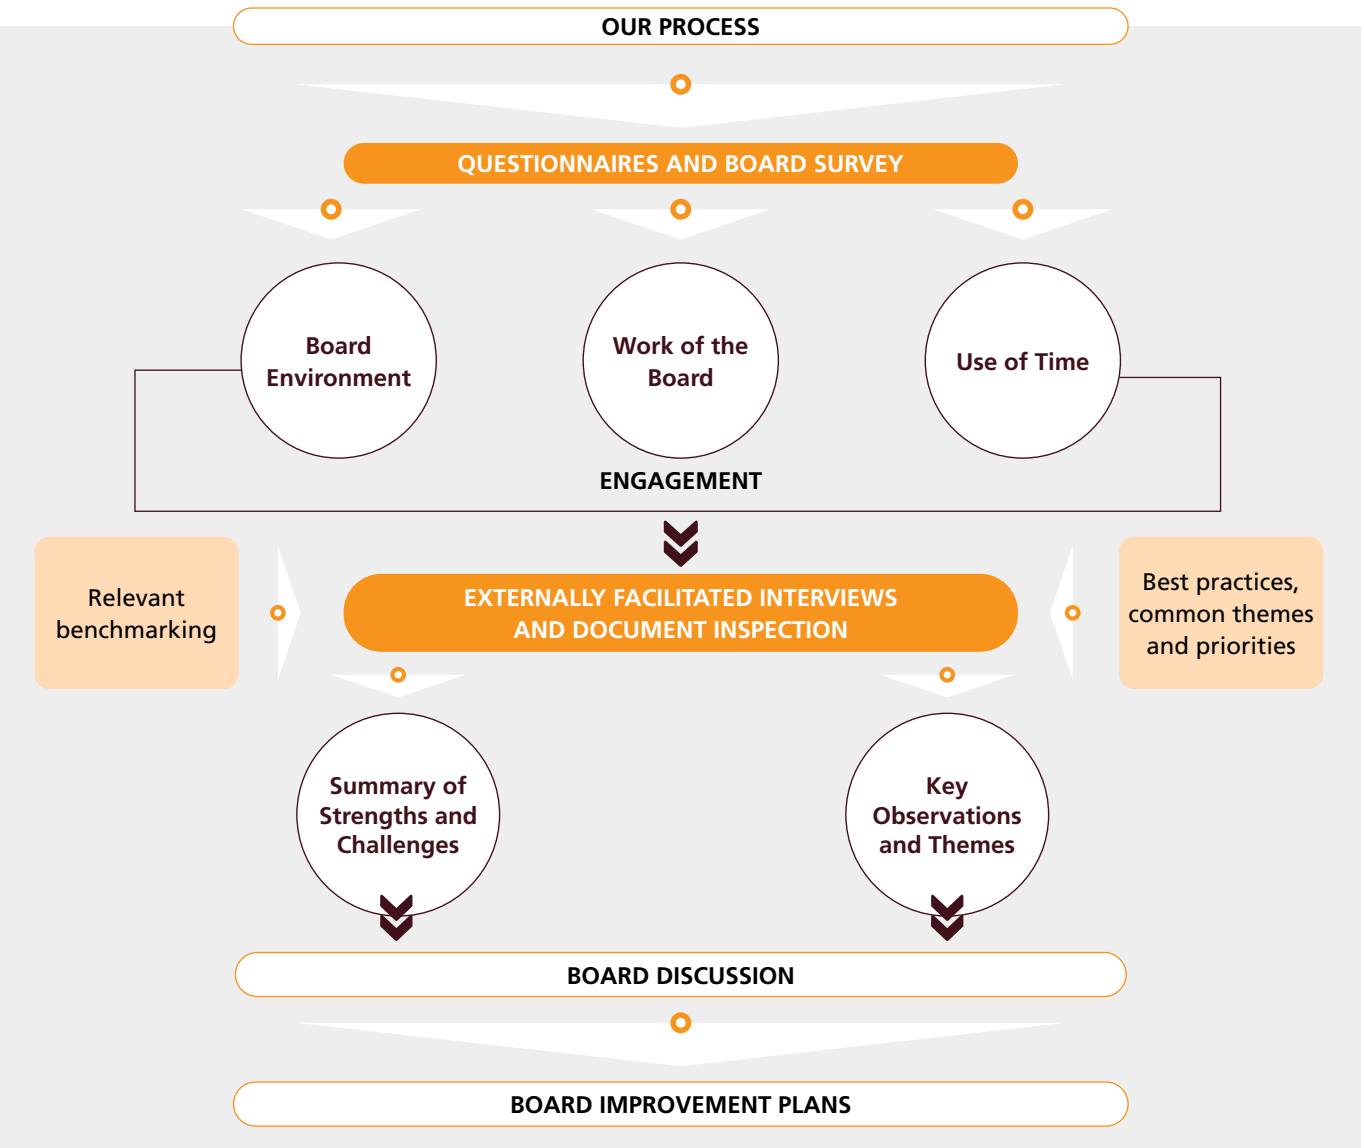 OUR PROCESS
QUESTIONNAIRES AND BOARD SURVEY
Board
Environment
Work of the
Board
Use of Time
ENGAGEMENT
Relevant
benchmarking
EXTERNALLY FACILITATED INTERVIEWS
AND DOCUMENT INSPECTION
Best practices,
common themes
and priorities
Summary of
Strengths and
Challenges
Key
Observations
and Themes
BOARD DISCUSSION
BOARD IMPROVEMENT PLANS